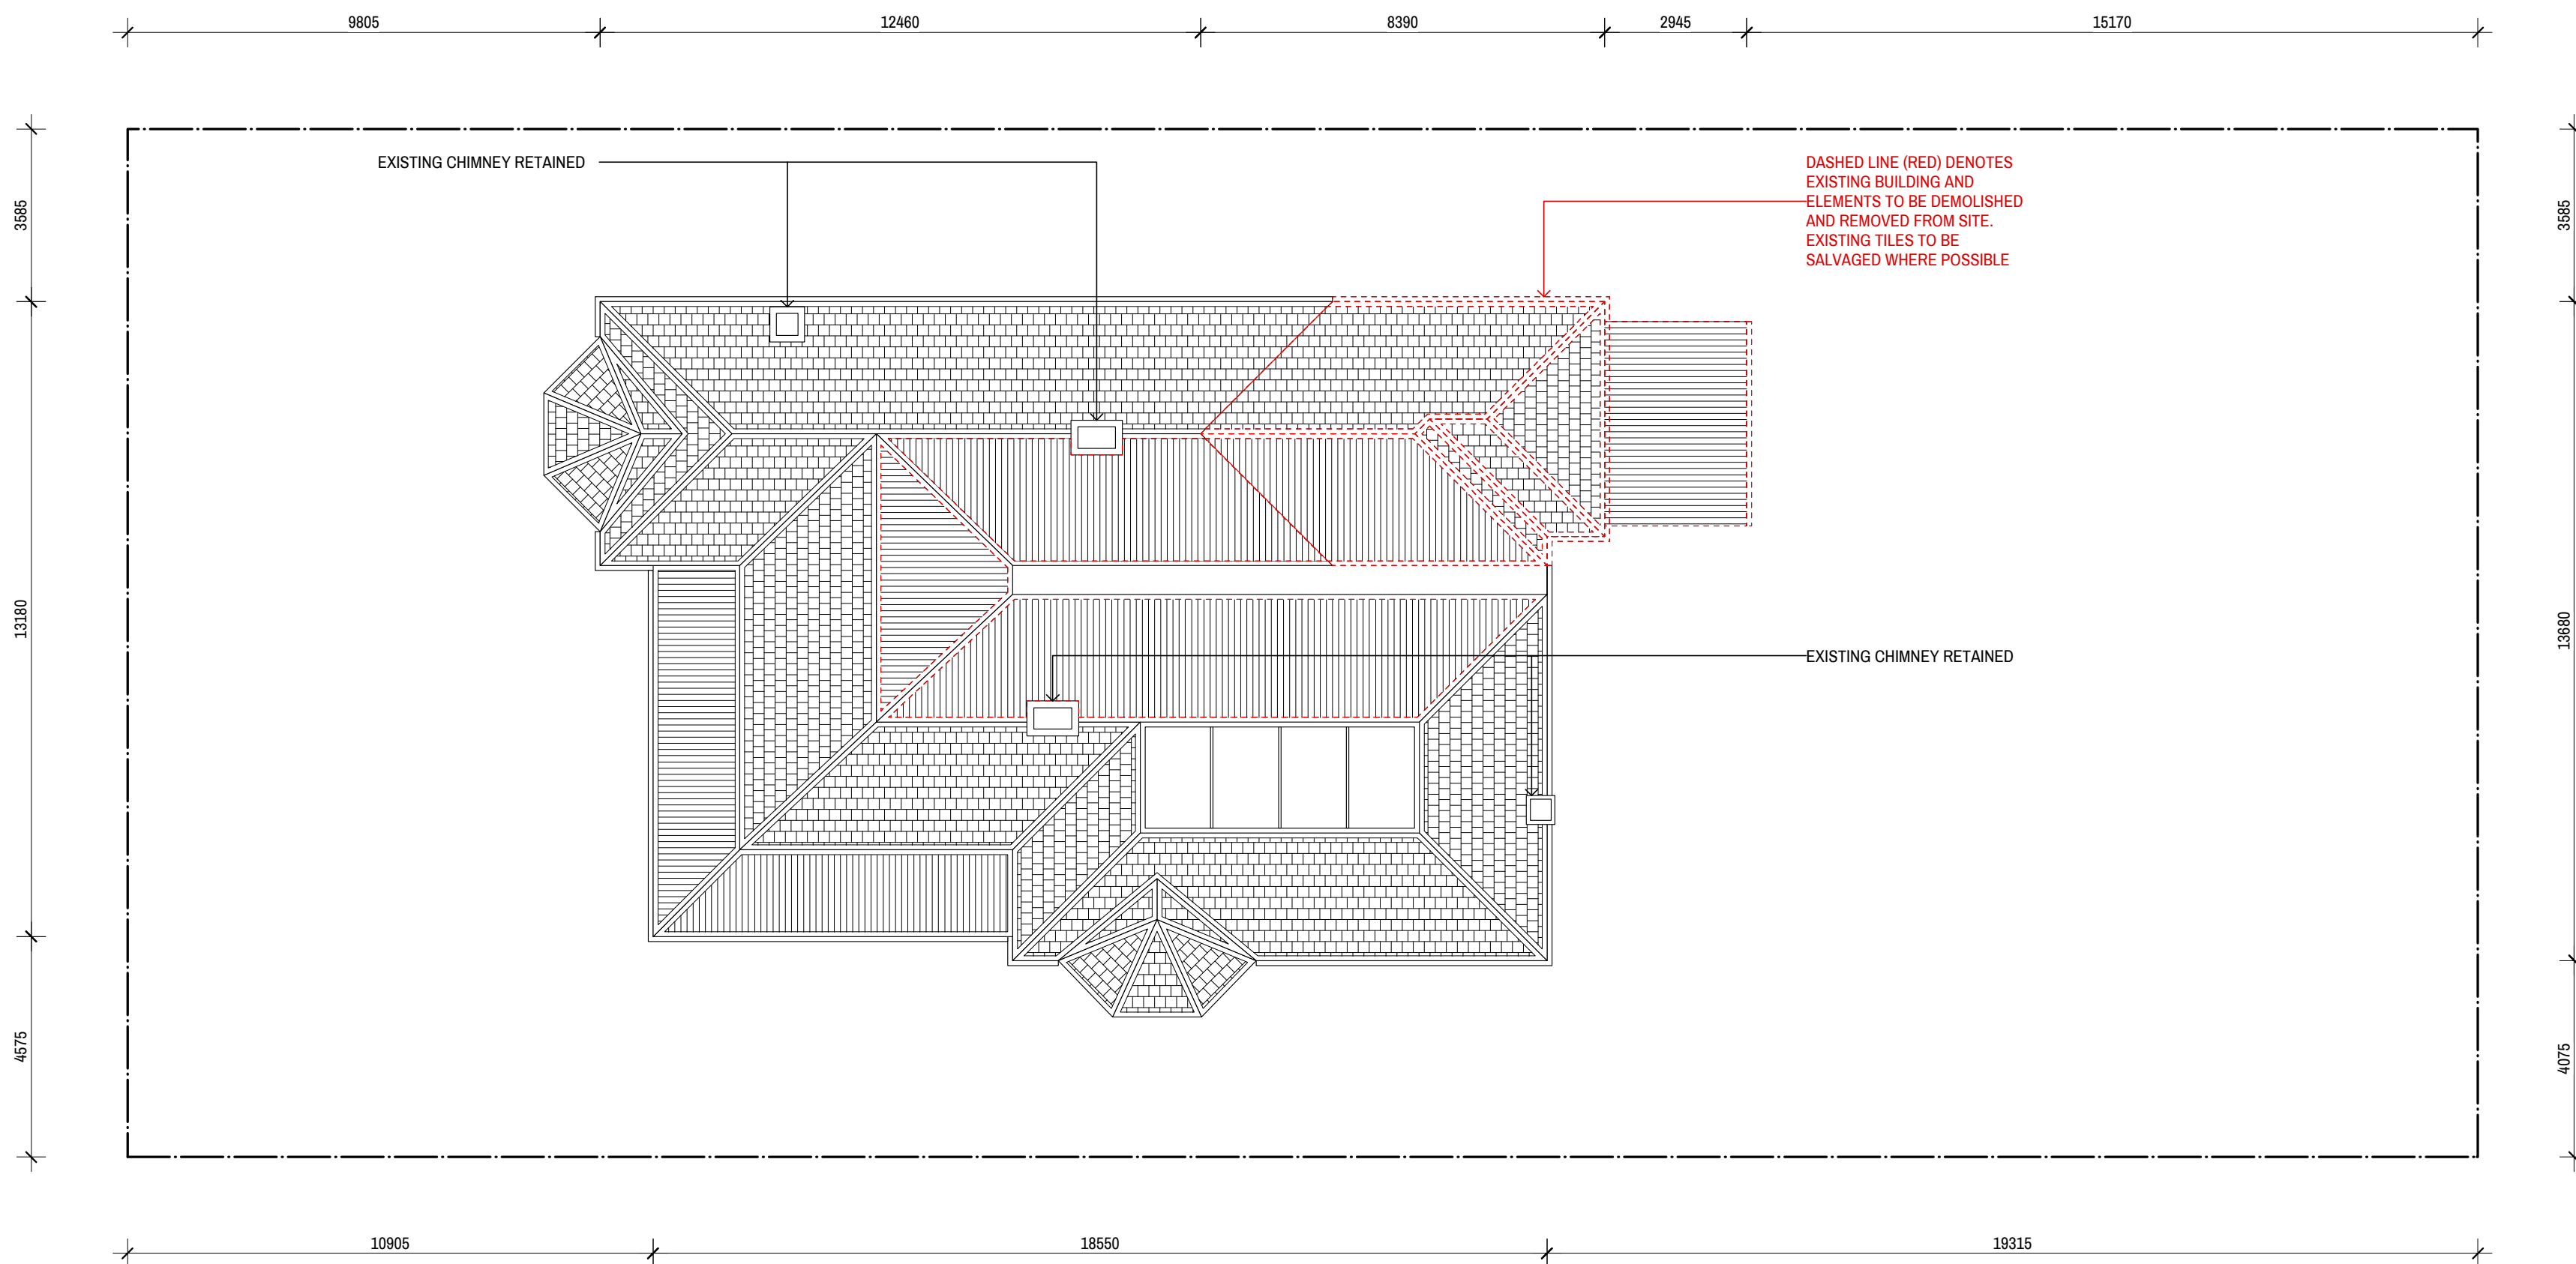 9805
12460
8390
2945
15170
EXISTING CHIMNEY RETAINED
DASHED LINE (RED) DENOTES
EXISTING BUILDING AND
ELEMENTS TO BE DEMOLISHED
AND REMOVED FROM SITE.
EXISTING TILES TO BE
SALVAGED WHERE POSSIBLE
3585
3585
13180
13680
EXISTING CHIMNEY RETAINED
4575
4075
10905
18550
19315